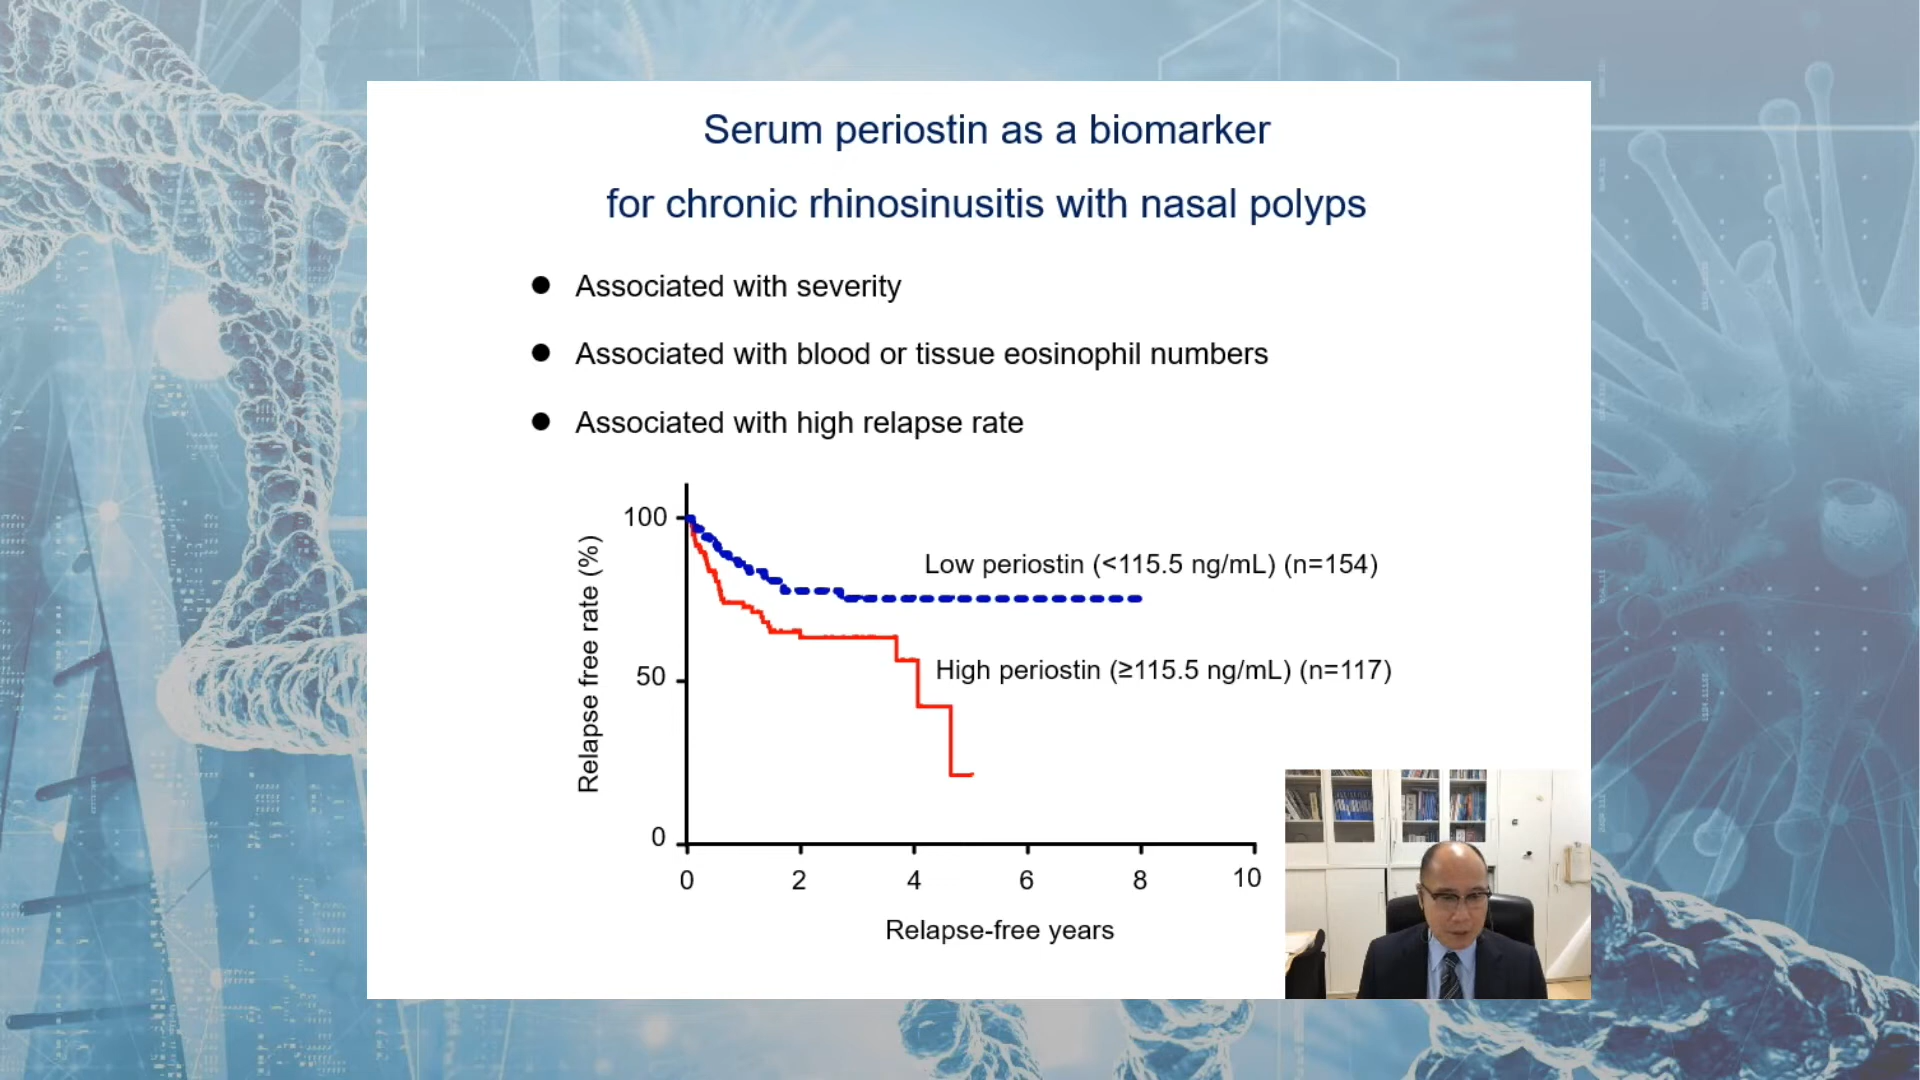 Serum periostin as a biomarker
for chronic rhinosinusitis with nasal polyps
● Associated with severity
● Associated with blood or tissue eosinophil numbers
● Associated with high relapse rate
Relapse free rate (%)
100
50
0
Low periostin (<115.5 ng/mL) (n=154)
High periostin (≥115.5 ng/mL) (n=117)
0 2 4 6 8 10
Relapse-free years